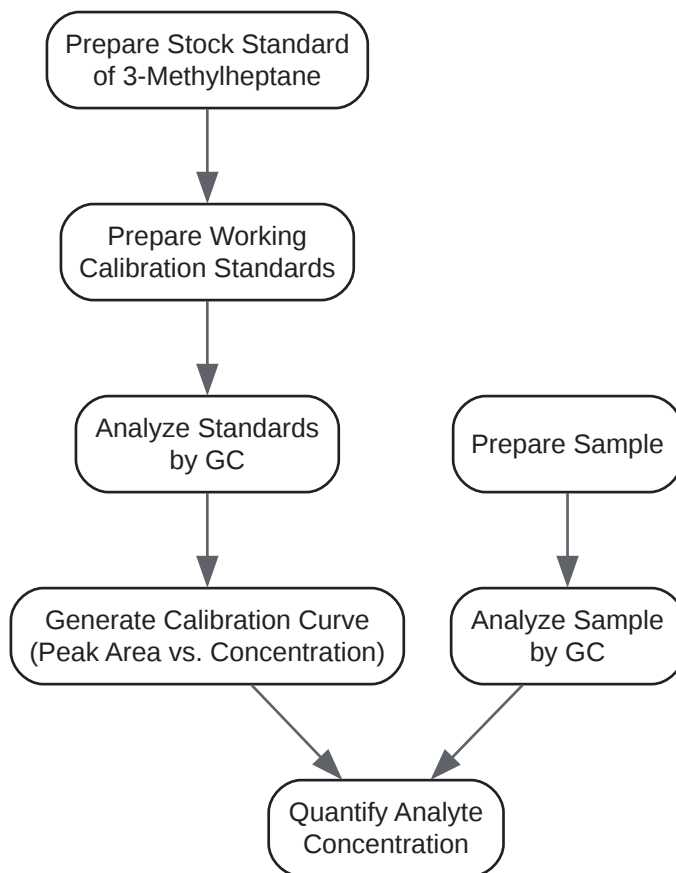 Prepare Stock Standard
of 3-Methylheptane
Prepare Working
Calibration Standards
Analyze Standards
by GC
Prepare Sample
Generate Calibration Curve
(Peak Area vs. Concentration)
Analyze Sample
by GC
Quantify Analyte
Concentration